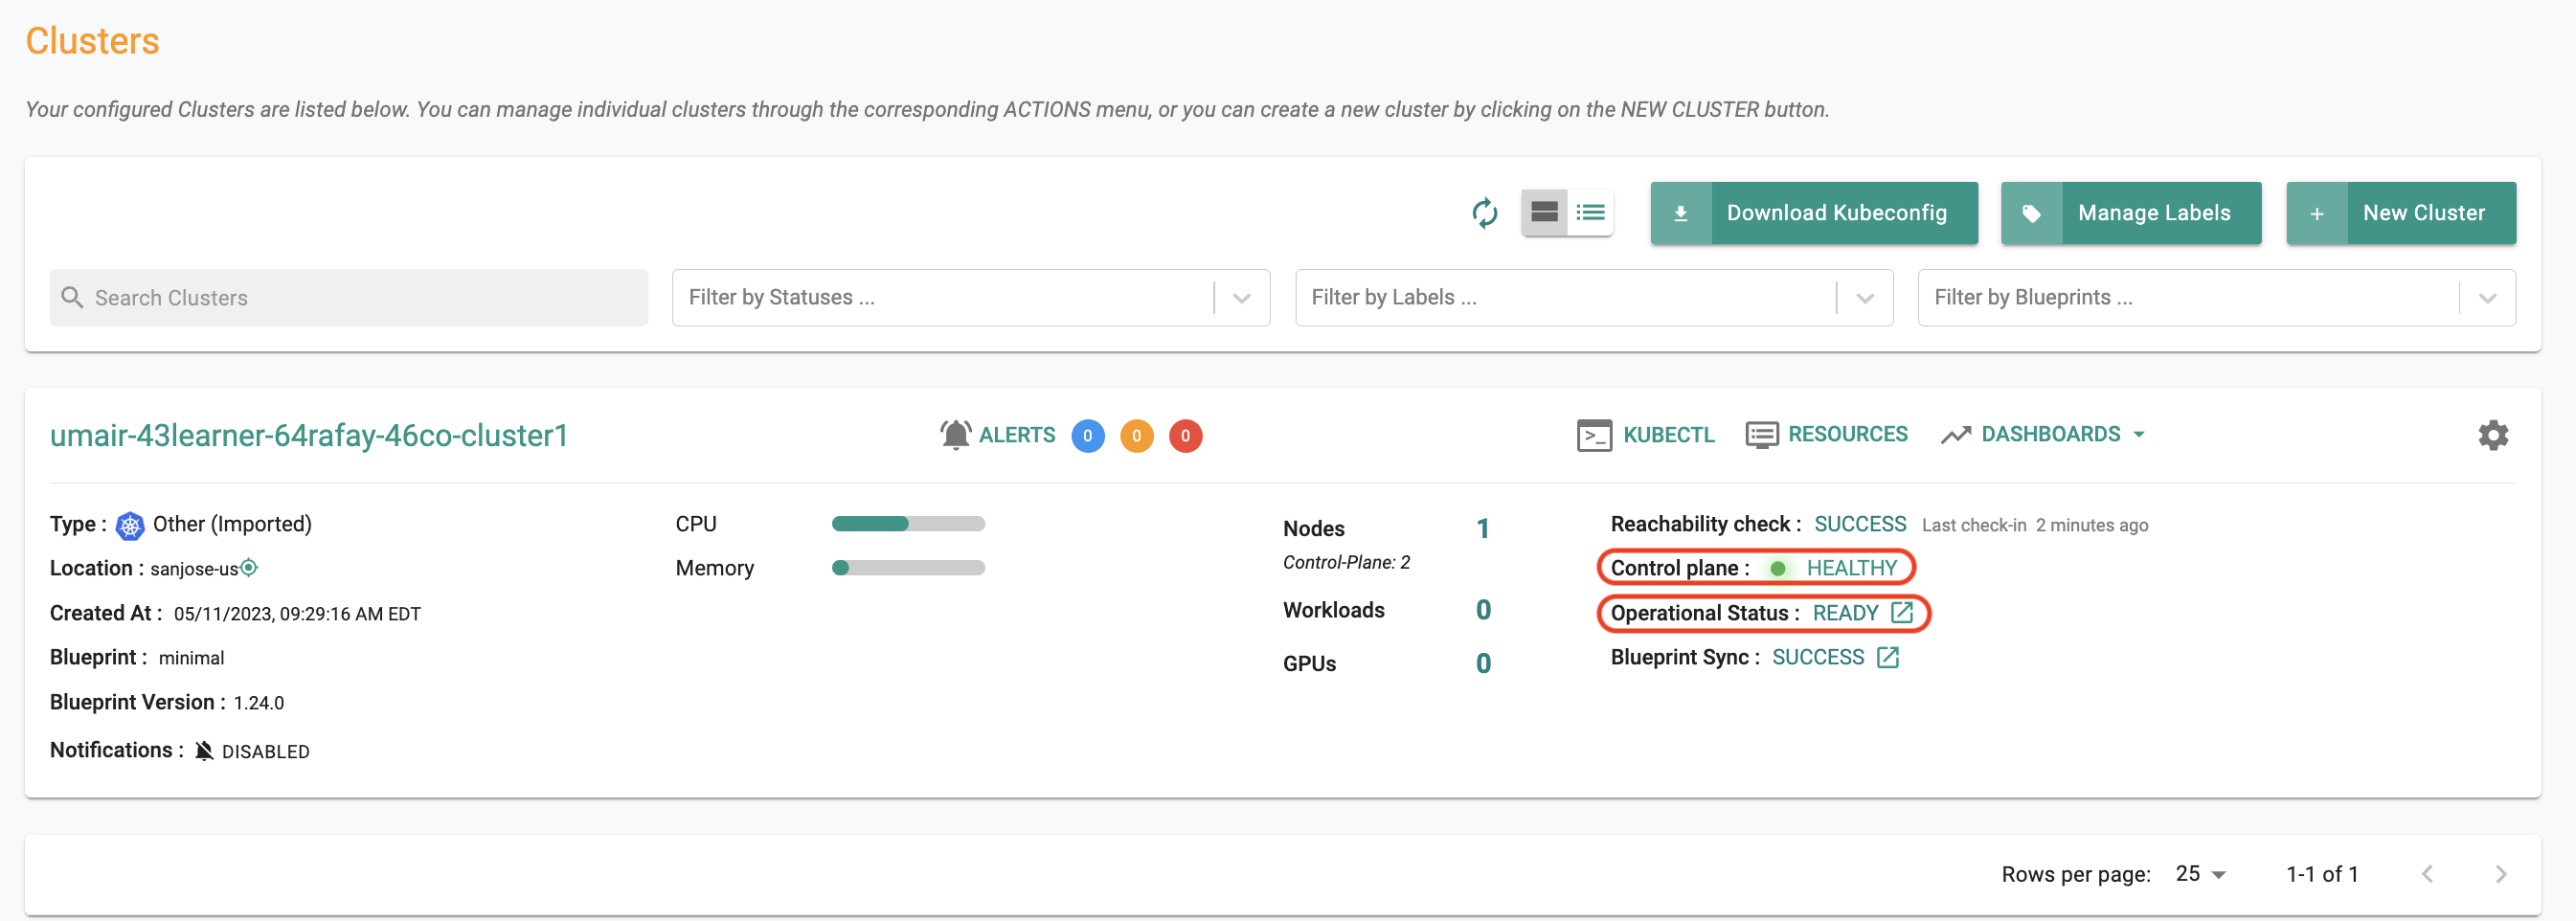 Clusters
Your configured Clusters are listed below. You can manage individual clusters through the corresponding ACTIONS menu, or you can create a new cluster by clicking on the NEW CLUSTER button.
Download Kubeconfig
Manage Labels
+ New Cluster
Search Clusters
Filter by Statuses ...
Filter by Labels ...
Filter by Blueprints ...
umair-43learner-64rafay-46co-cluster1
ALERTS 0 0 0
>_ KUBECTL
RESOURCES
DASHBOARDS
Type : Other (Imported)
Location : sanjose-us
Created At : 05/11/2023, 09:29:16 AM EDT
Blueprint : minimal
Blueprint Version : 1.24.0
Notifications : DISABLED
CPU
Memory
Nodes 1
Control-Plane: 2
Workloads 0
GPUs 0
Reachability check : SUCCESS Last check-in 2 minutes ago
Control plane : HEALTHY
Operational Status : READY
Blueprint Sync : SUCCESS
Rows per page: 25 1-1 of 1